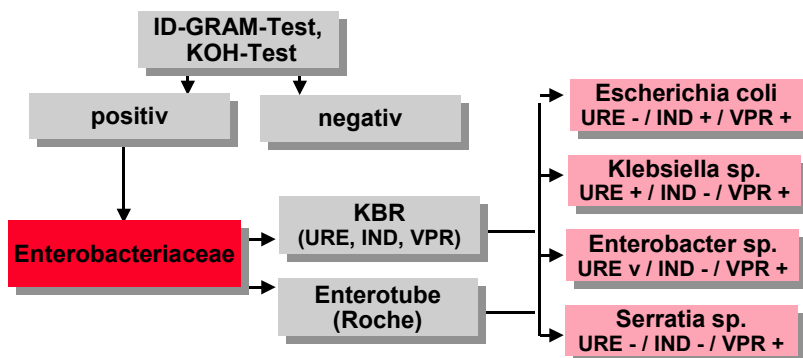 ID-GRAM-Test,
KOH-Test
positiv
negativ
Enterobacteriaceae
KBR
(URE, IND, VPR)
Enterotube
(Roche)
Escherichia coli
URE - / IND + / VPR +
Klebsiella sp.
URE + / IND - / VPR +
Enterobacter sp.
URE v / IND - / VPR +
Serratia sp.
URE - / IND - / VPR +